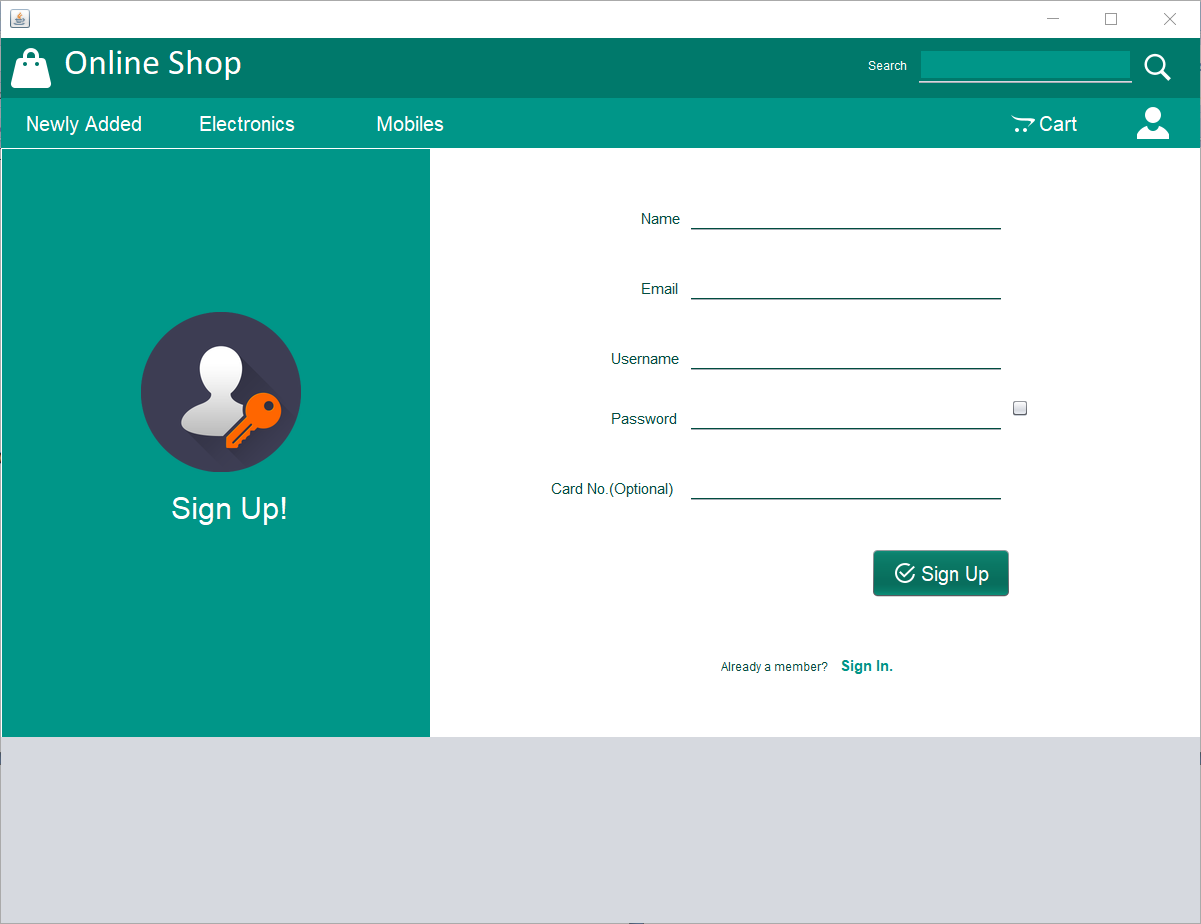 Online Shop
Search
Newly Added
Electronics
Mobiles
Cart
Name
Email
Username
Password
Card No.(Optional)
Sign Up!
Sign Up
Already a member? Sign In.